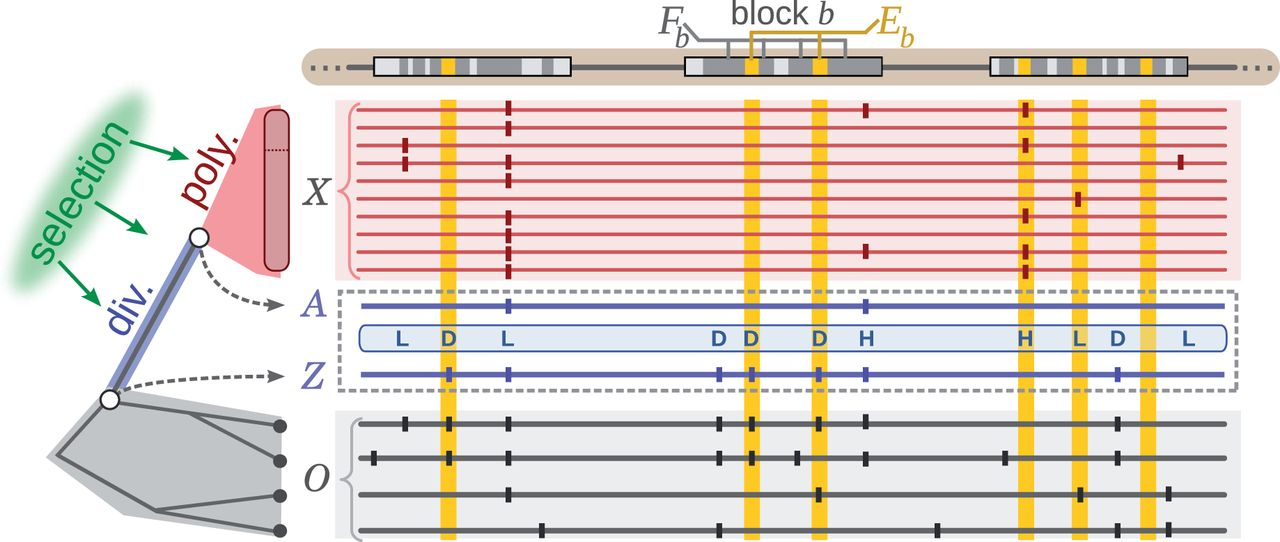 F_b block b E_b
selection
poly.
div.
X
A
L D L D D D H H L D L
Z
O